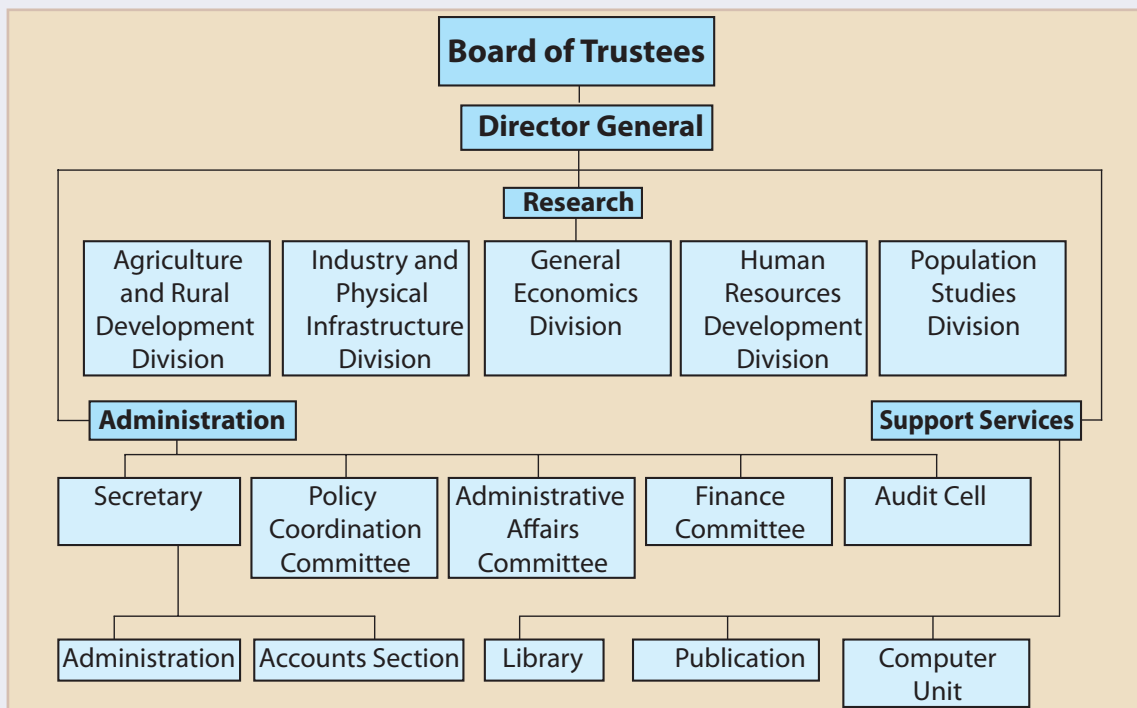 Board of Trustees
Director General
Research
Agriculture
and Rural
Development
Division
Industry and
Physical
Infrastructure
Division
General
Economics
Division
Human
Resources
Development
Division
Population
Studies
Division
Administration
Support Services
Secretary
Policy
Coordination
Committee
Administrative
Affairs
Committee
Finance
Committee
Audit Cell
Administration
Accounts Section
Library
Publication
Computer
Unit